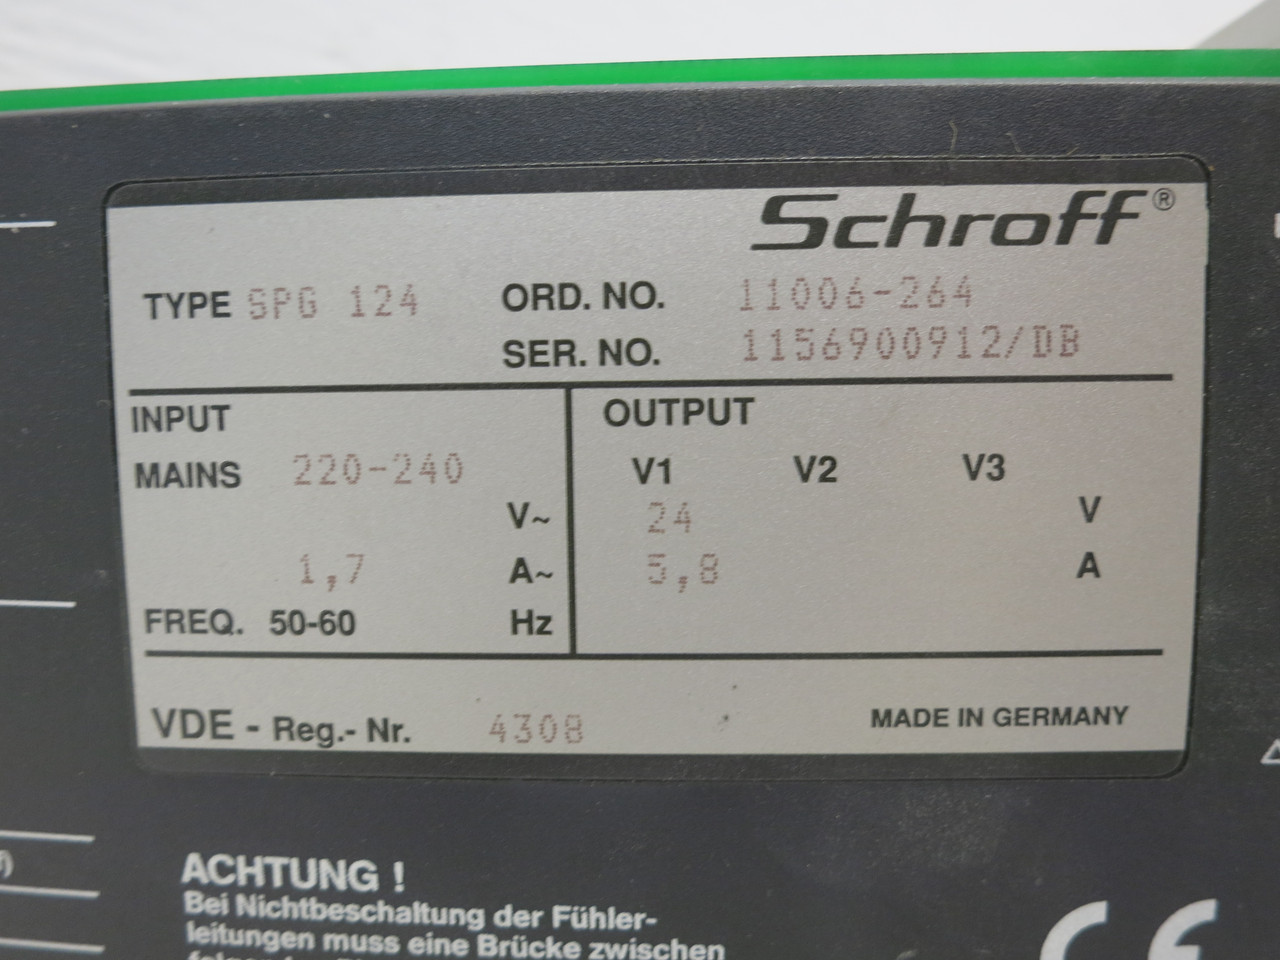 Schroff®
TYPE SPG 124 ORD. NO. 11006-264
SER. NO. 1156900912/DB
INPUT OUTPUT
MAINS 220-240 V1 V2 V3
V~ 24 V
1,7 A~ 5,8 A
FREQ. 50-60 Hz
VDE - Reg.- Nr. 4308 MADE IN GERMANY
ACHTUNG !
Bei Nichtbeschaltung der Fühler-
leitungen muss eine Brücke zwischen
CE